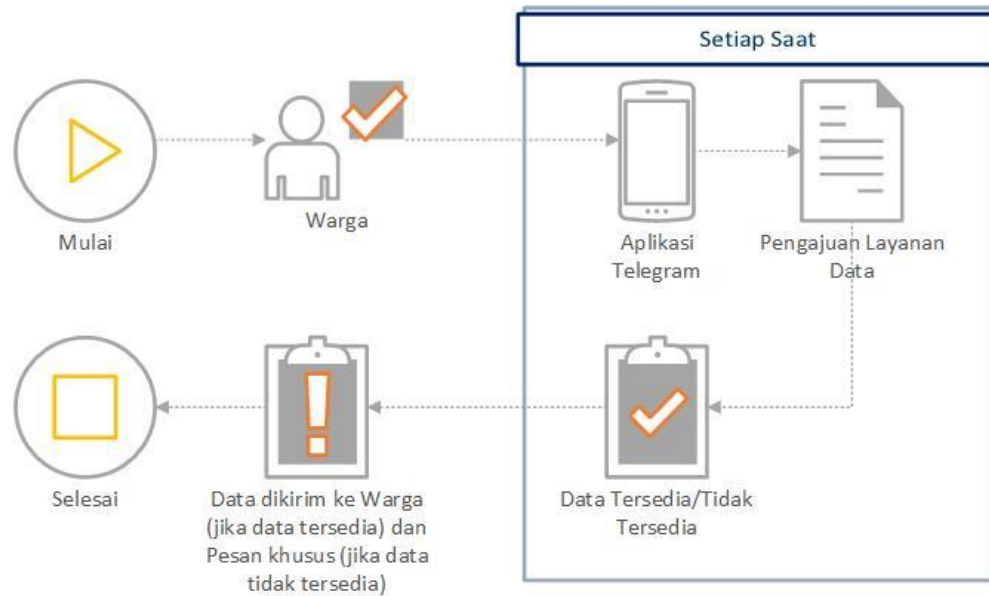 Setiap Saat
Mulai
Warga
Aplikasi
Telegram
Pengajuan Layanan
Data
Selesai
Data dikirim ke Warga
(jika data tersedia) dan
Pesan khusus (jika data
tidak tersedia)
Data Tersedia/Tidak
Tersedia